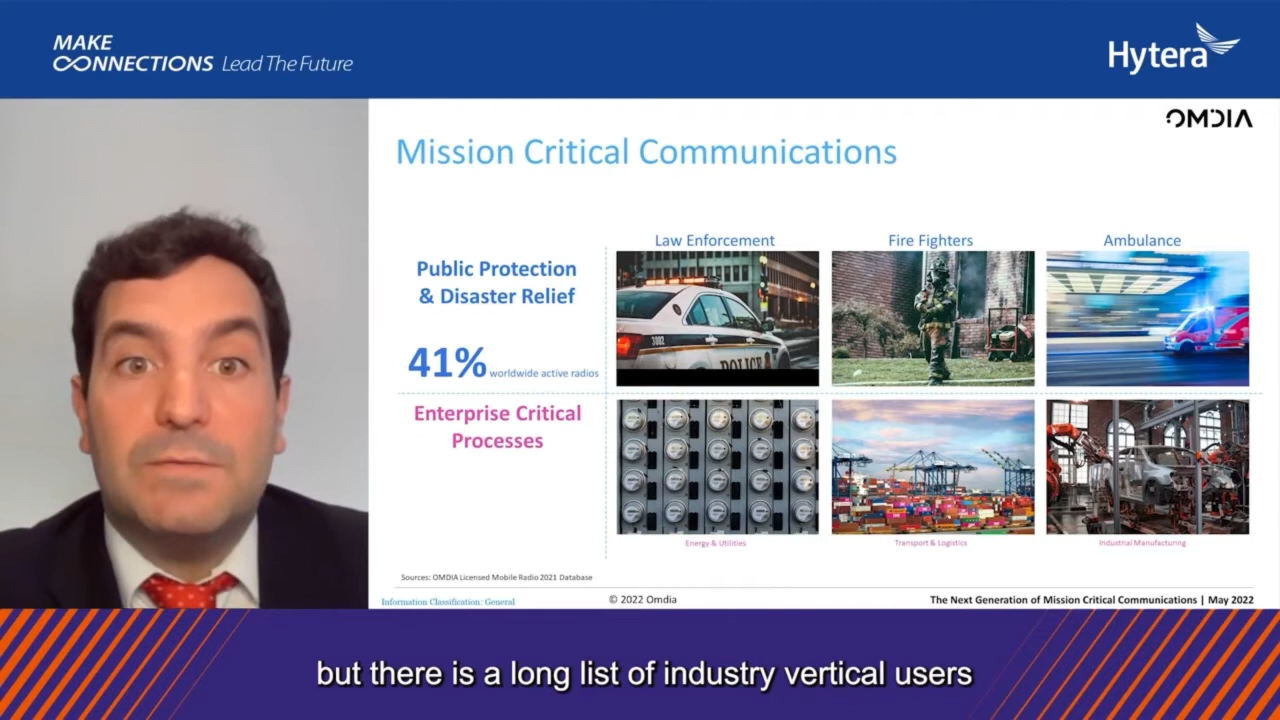 MAKE
CONNECTIONS Lead The Future
Hytera
OMDIA
Mission Critical Communications
Law Enforcement
Fire Fighters
Ambulance
Public Protection
& Disaster Relief
41% worldwide active radios
3002
POLICE
Enterprise Critical
Processes
Energy & Utilities
Transport & Logistics
Industrial Manufacturing
Sources: OMDIA Licensed Mobile Radio 2021 Database
Information Classification: General
© 2022 Omdia
The Next Generation of Mission Critical Communications | May 2022
but there is a long list of industry vertical users